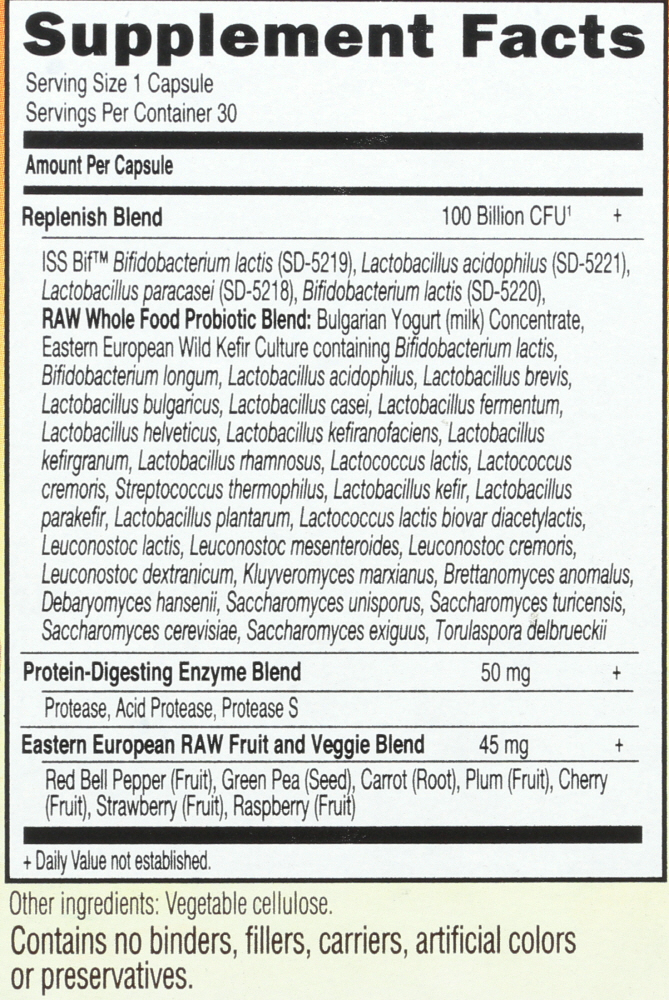 Supplement Facts
Serving Size 1 Capsule
Servings Per Container 30
Amount Per Capsule
Replenish Blend 100 Billion CFU¹ +
ISS Bif™ Bifidobacterium lactis (SD-5219), Lactobacillus acidophilus (SD-5221),
Lactobacillus paracasei (SD-5218), Bifidobacterium lactis (SD-5220),
RAW Whole Food Probiotic Blend: Bulgarian Yogurt (milk) Concentrate,
Eastern European Wild Kefir Culture containing Bifidobacterium lactis,
Bifidobacterium longum, Lactobacillus acidophilus, Lactobacillus brevis,
Lactobacillus bulgaricus, Lactobacillus casei, Lactobacillus fermentum,
Lactobacillus helveticus, Lactobacillus kefiranofaciens, Lactobacillus
kefirgranum, Lactobacillus rhamnosus, Lactococcus lactis, Lactococcus
cremoris, Streptococcus thermophilus, Lactobacillus kefir, Lactobacillus
parakefir, Lactobacillus plantarum, Lactococcus lactis biovar diacetylactis,
Leuconostoc lactis, Leuconostoc mesenteroides, Leuconostoc cremoris,
Leuconostoc dextranicum, Kluyveromyces marxianus, Brettanomyces anomalus,
Debaryomyces hansenii, Saccharomyces unisporus, Saccharomyces turicensis,
Saccharomyces cerevisiae, Saccharomyces exiguus, Torulaspora delbrueckii
Protein-Digesting Enzyme Blend 50 mg +
Protease, Acid Protease, Protease S
Eastern European RAW Fruit and Veggie Blend 45 mg +
Red Bell Pepper (Fruit), Green Pea (Seed), Carrot (Root), Plum (Fruit), Cherry
(Fruit), Strawberry (Fruit), Raspberry (Fruit)
+ Daily Value not established.
Other ingredients: Vegetable cellulose.
Contains no binders, fillers, carriers, artificial colors
or preservatives.